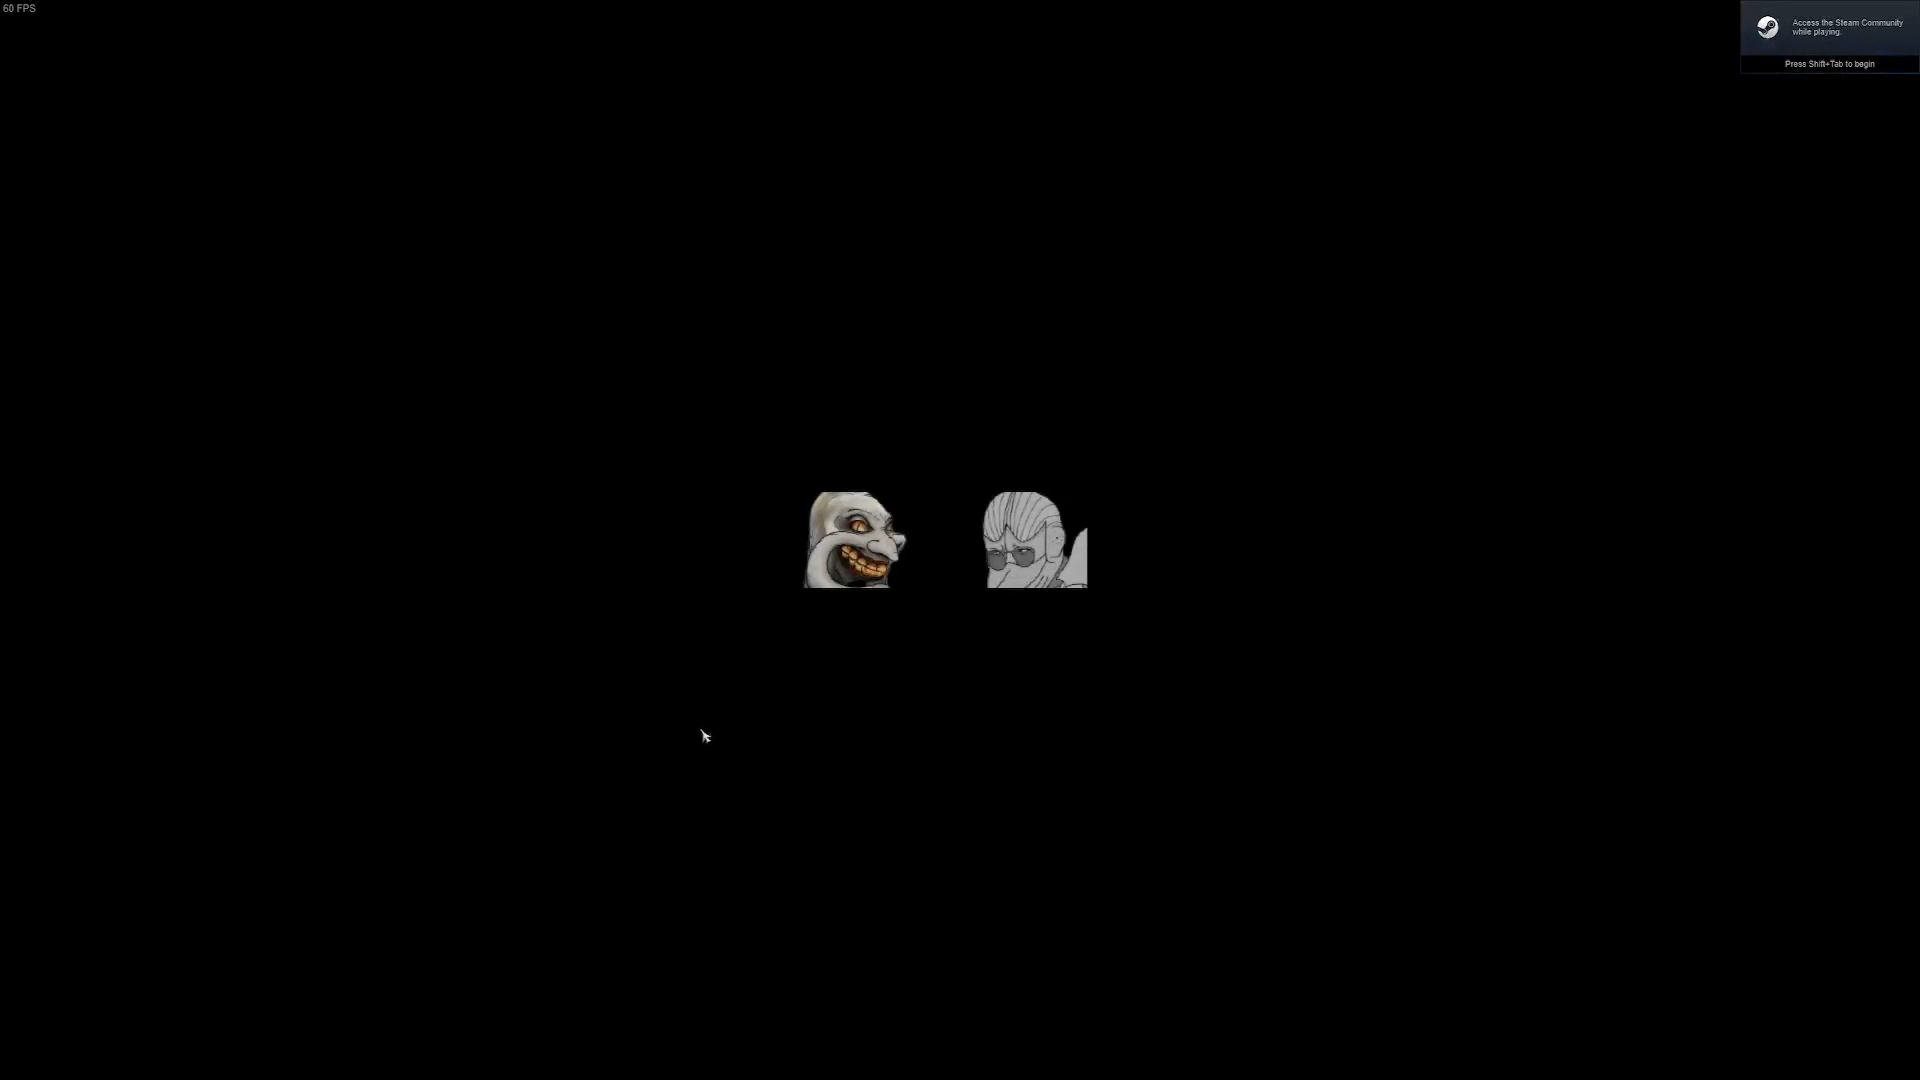 60 FPS
Access the Steam Community
while playing.
Press Shift+Tab to begin